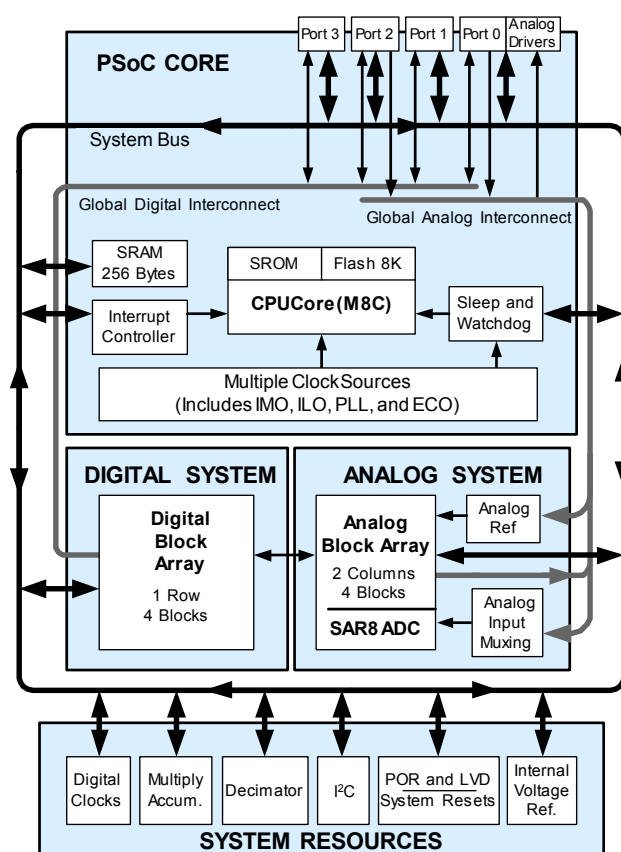 Port 3 Port 2 Port 1 Port 0 Analog
Drivers
PSoC CORE
System Bus
Global Digital Interconnect
Global Analog Interconnect
SRAM
256 Bytes
SROM Flash 8K
CPUCore (M8C)
Interrupt
Controller
Sleep and
Watchdog
Multiple Clock Sources
(Includes IMO, ILO, PLL, and ECO)
DIGITAL SYSTEM
Digital
Block
Array
1 Row
4 Blocks
ANALOG SYSTEM
Analog
Block Array
2 Columns
4 Blocks
SAR8 ADC
Analog
Ref
Analog
Input
Muxing
Digital
Clocks
Multiply
Accum.
Decimator
I²C
POR and LVD
System Resets
Internal
Voltage
Ref.
SYSTEM RESOURCES